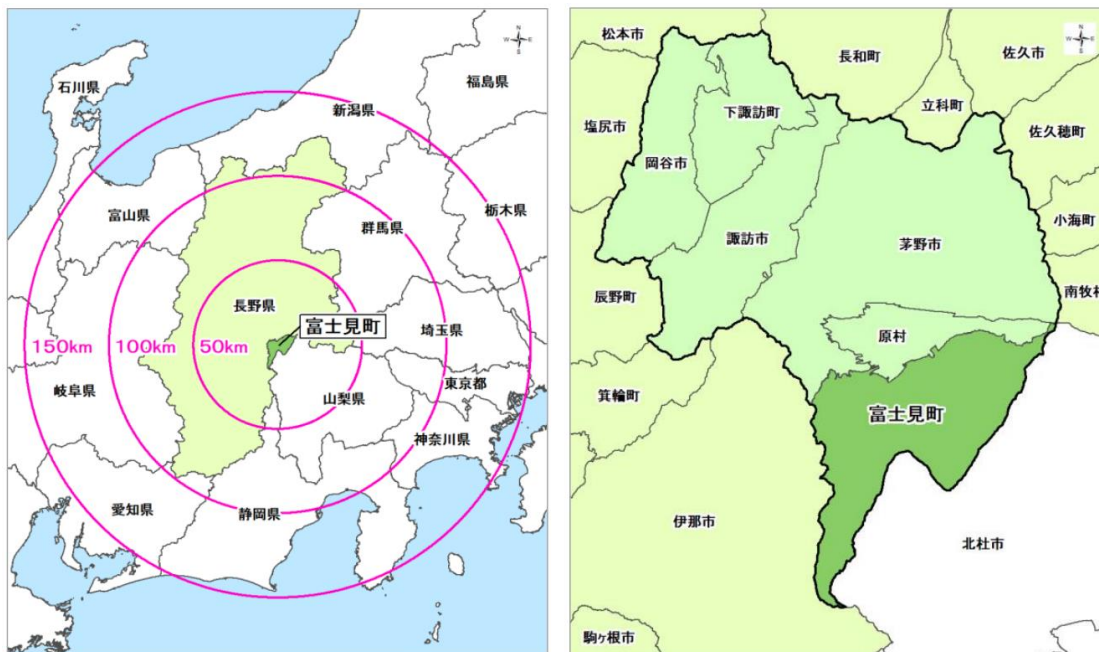 石川県
福島県
新潟県
富山県
栃木県
群馬県
長野県
富士見町
埼玉県
150km
100km
50km
岐阜県
東京都
山梨県
神奈川県
愛知県
静岡県
松本市
長和町
佐久市
立科町
下諏訪町
塩尻市
佐久穂町
岡谷市
小海町
諏訪市
茅野市
辰野町
南牧村
原村
箕輪町
富士見町
伊那市
北杜市
駒ヶ根市